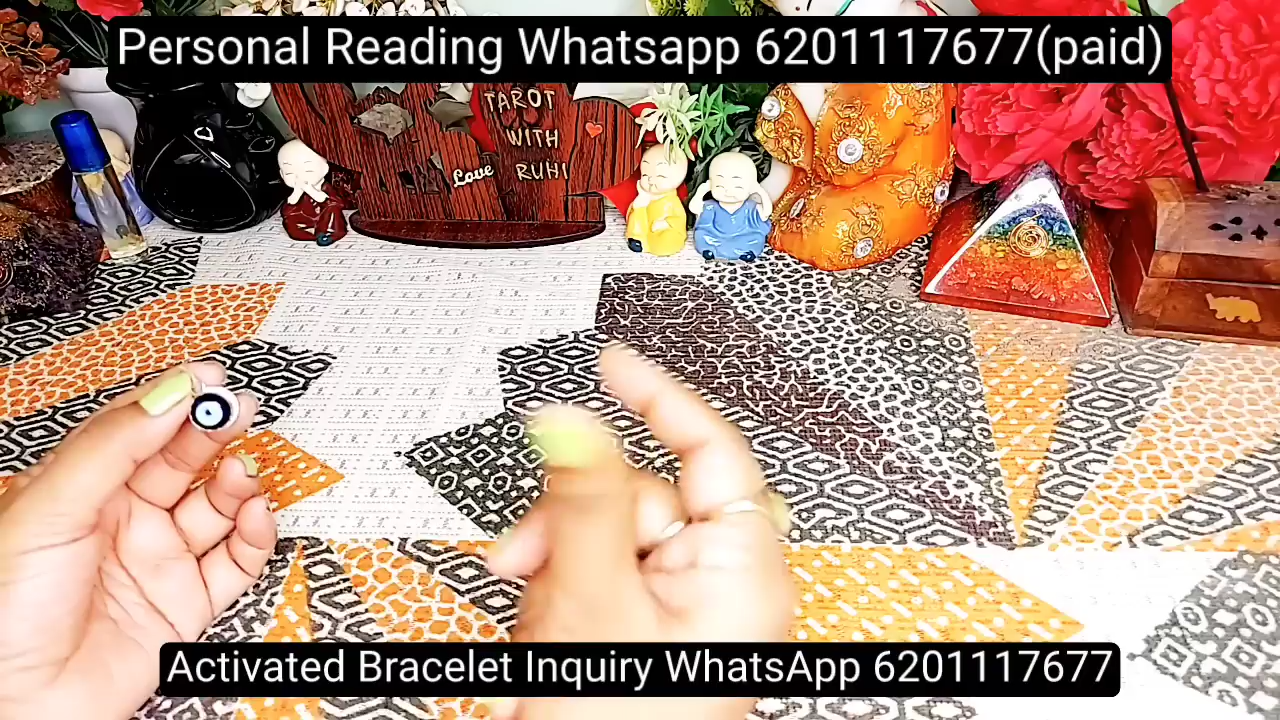 Personal Reading Whatsapp 6201117677(paid)
TAROT
WITH
Love RUHI
Activated Bracelet Inquiry WhatsApp 6201117677